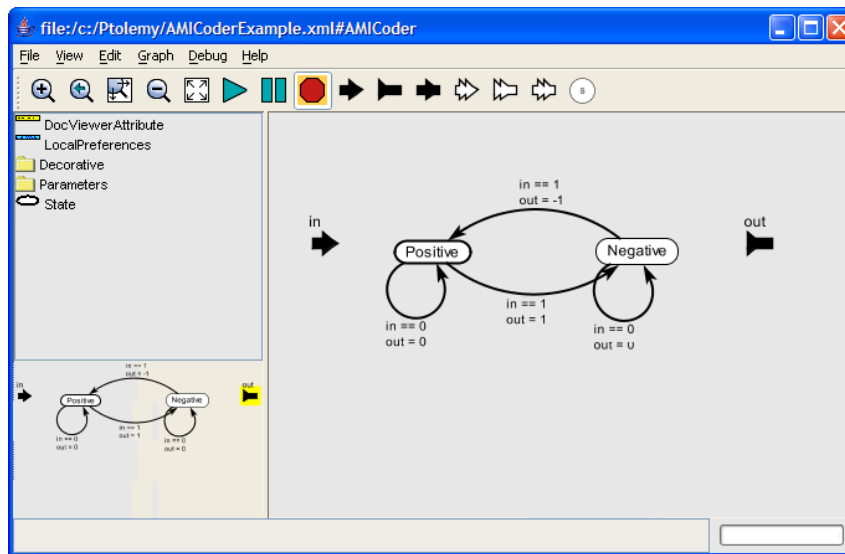 file:/c:/Ptolemy/AMICoderExample.xml#AMICoder
File View Edit Graph Debug Help
S
DocViewerAttribute
LocalPreferences
Decorative
Parameters
State
in
in == 1
out = -1
out
Positive
Negative
in == 1
out = 1
in == 0
out = 0
in == 0
out = 0
in
in == 1
out = -1
out
Positive
Negative
in == 1
out = 1
in == 0
out = 0
in == 0
out = 0